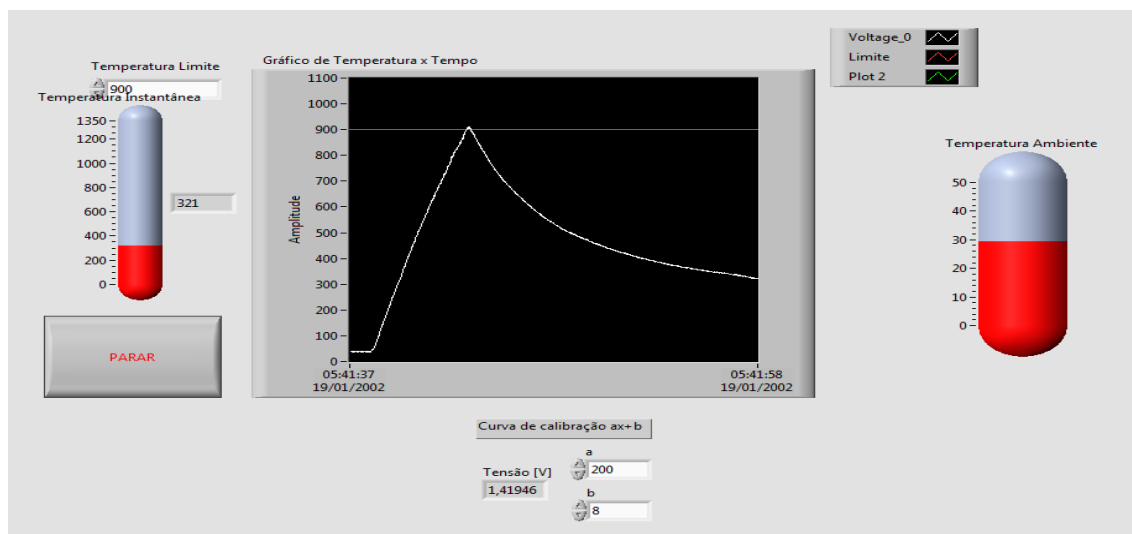 Voltage_0
Limite
Plot 2
Temperatura Limite
900
Temperatura Instantânea
1350
1200
1000
800
600
400
200
0
321
PARAR
Gráfico de Temperatura x Tempo
Amplitude
1100
1000
900
800
700
600
500
400
300
200
100
0
05:41:37
19/01/2002
05:41:58
19/01/2002
Temperatura Ambiente
50
40
30
20
10
0
Curva de calibração ax+b
Tensão [V]
1,41946
a
200
b
8